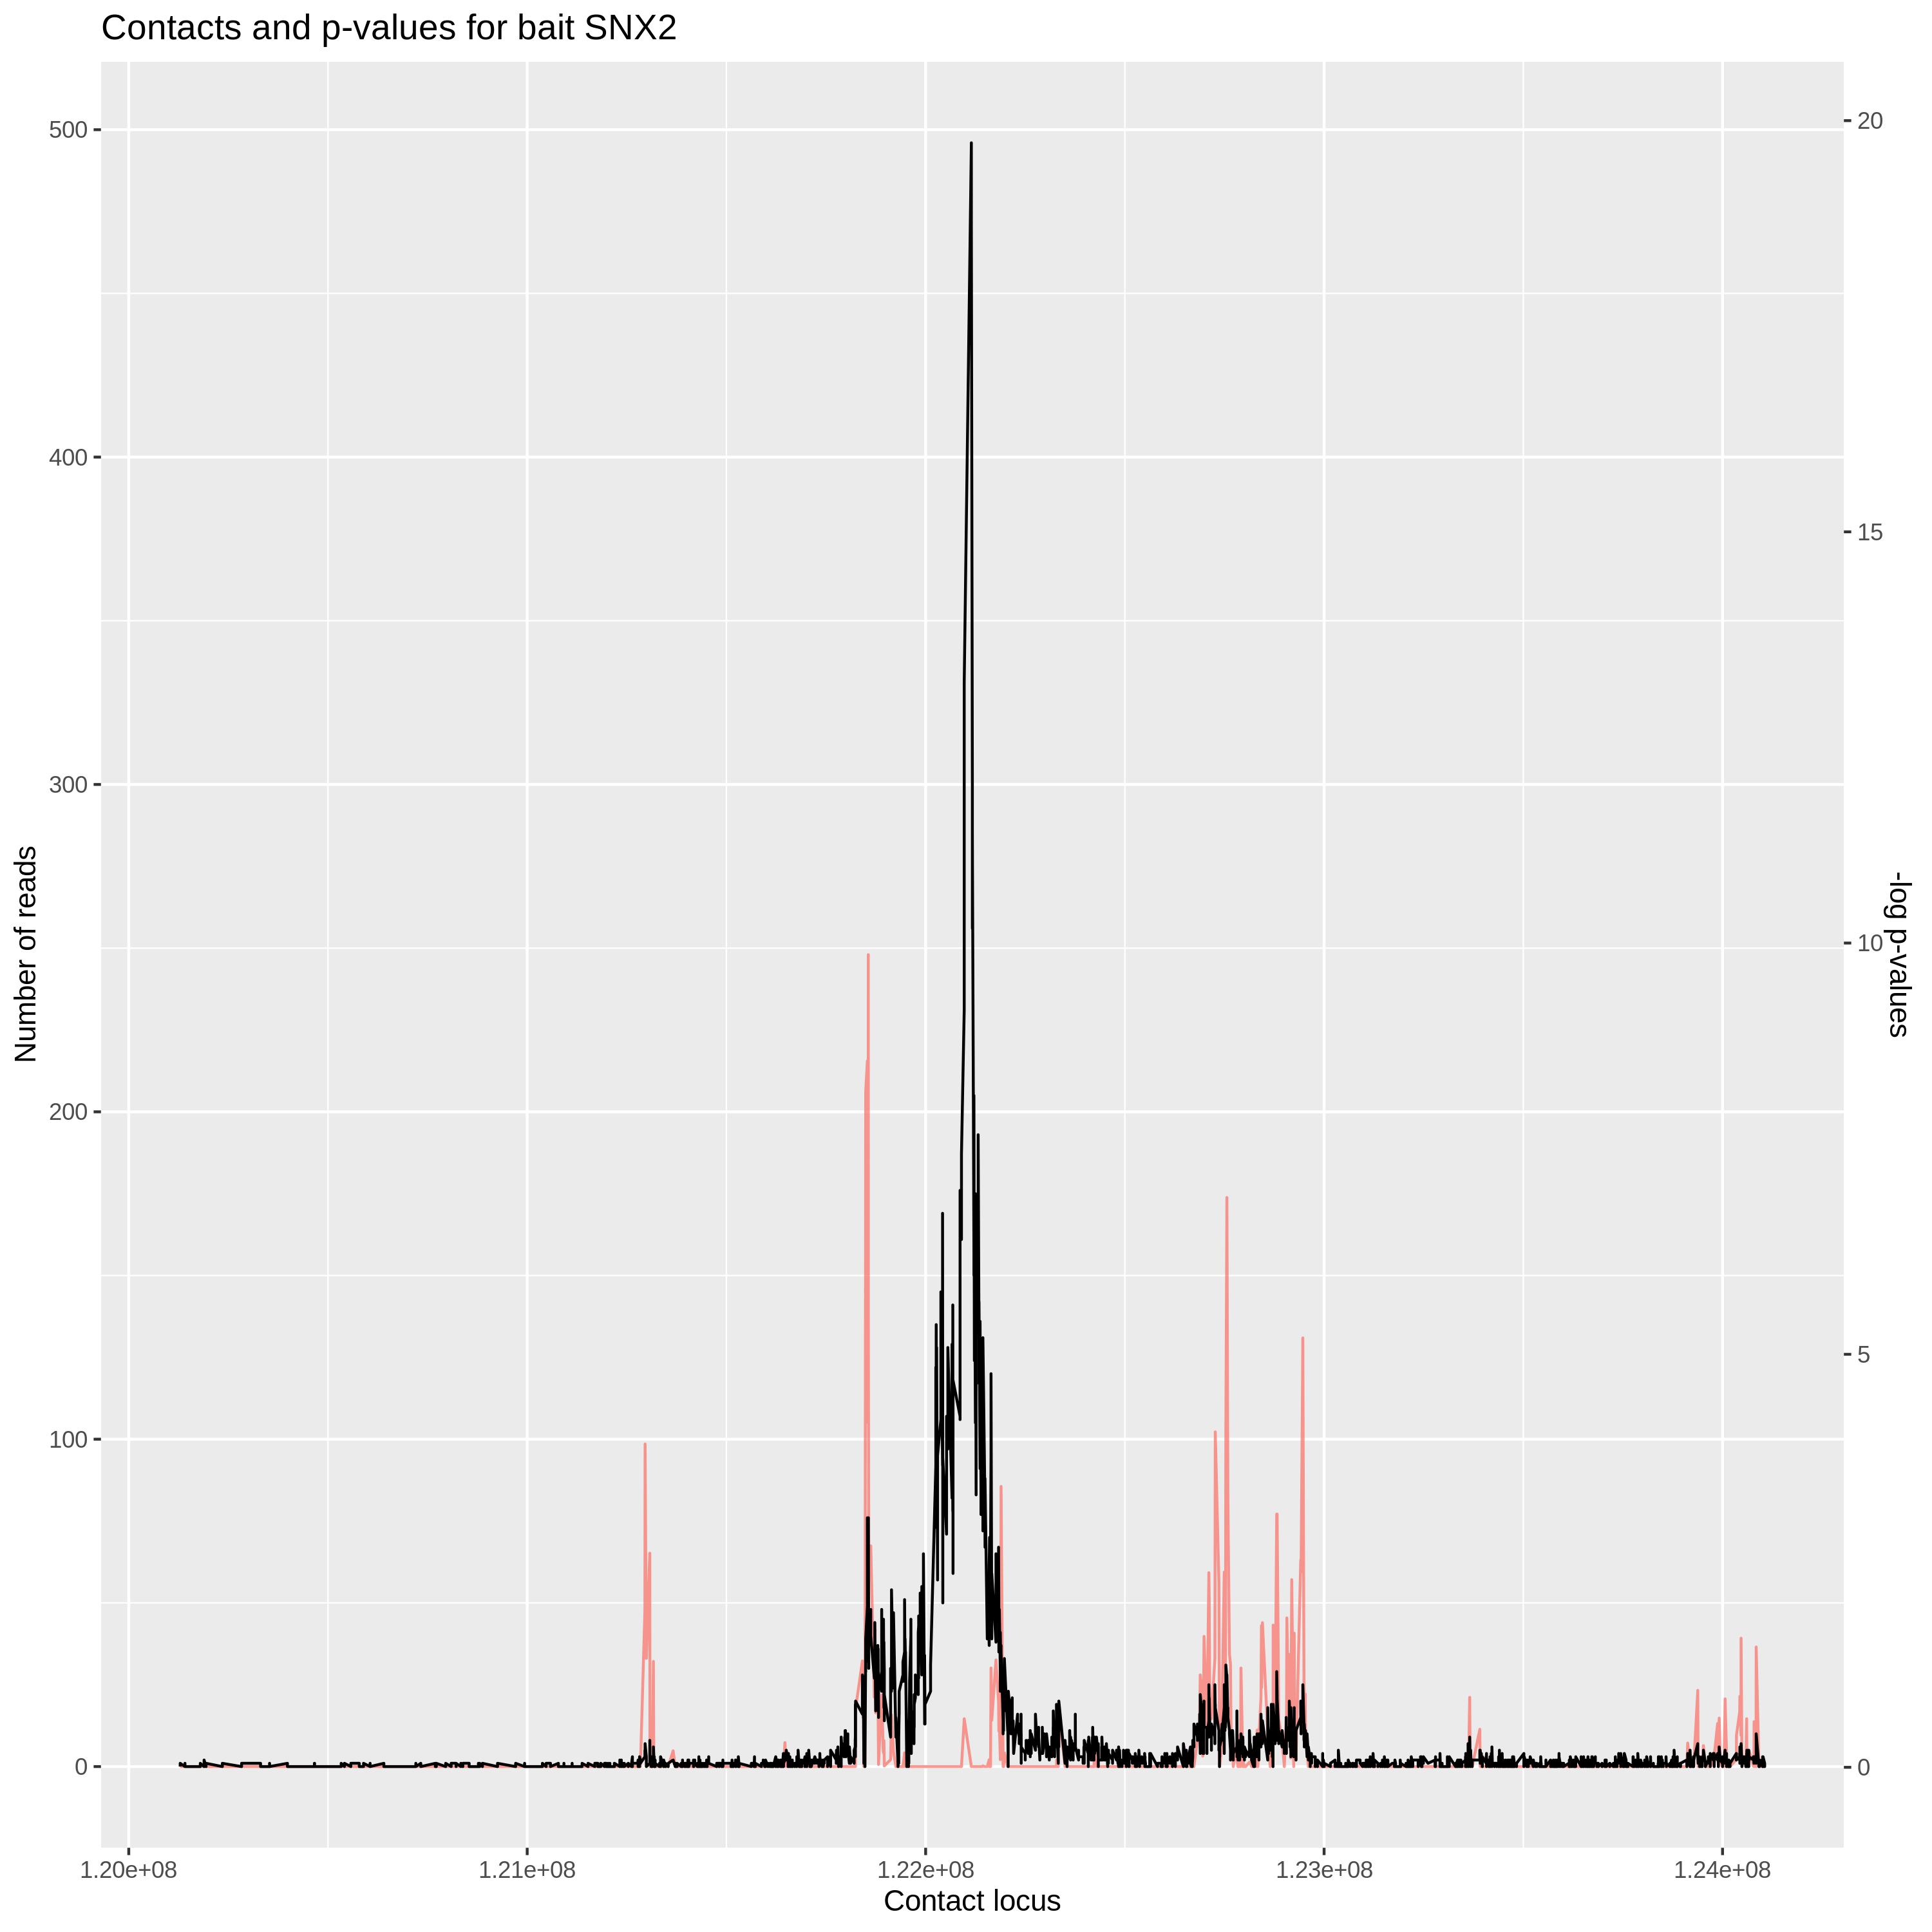 Contacts and p-values for bait SNX2
500
400
300
200
100
0
Number of reads
20
15
10
5
0
-log p-values
1.20e+08
1.21e+08
1.22e+08
1.23e+08
1.24e+08
Contact locus